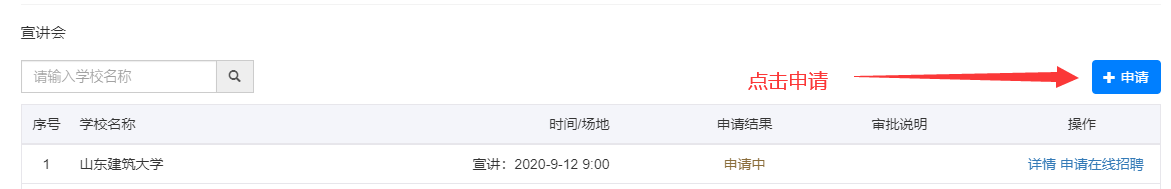 宣讲会
请输入学校名称
点击申请
申请
序号 学校名称 时间/场地 申请结果 审批说明 操作
1 山东建筑大学 宣讲：2020-9-12 9:00 申请中 详情 申请在线招聘